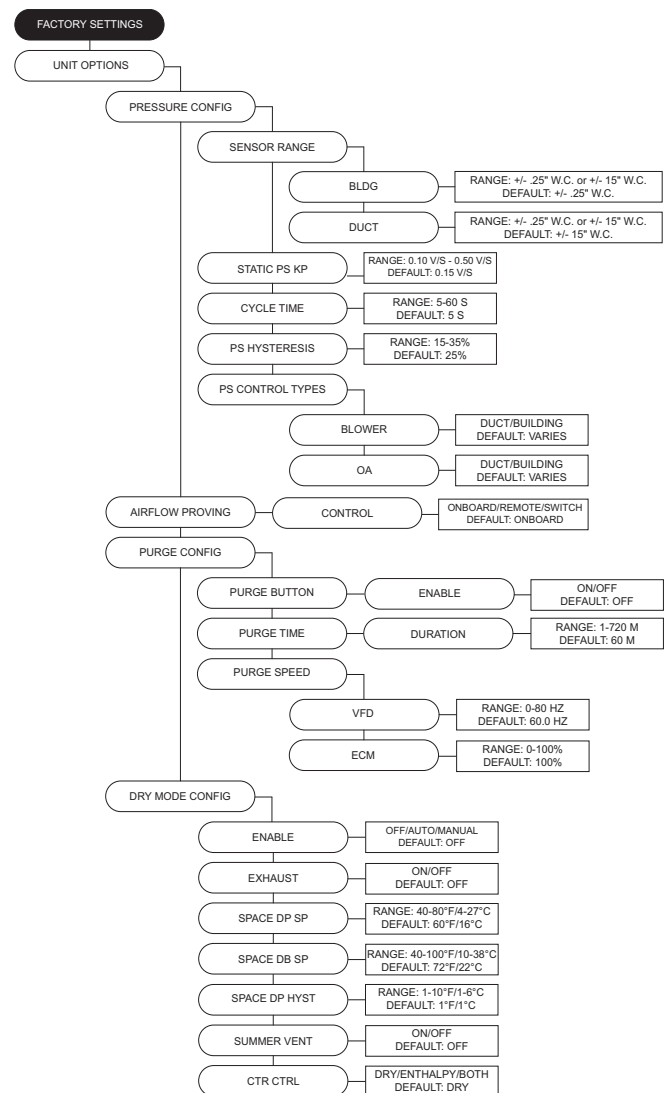 FACTORY SETTINGS
UNIT OPTIONS
PRESSURE CONFIG
SENSOR RANGE
BLDG
RANGE: +/- .25" W.C. or +/- 15" W.C.
DEFAULT: +/- .25" W.C.
DUCT
RANGE: +/- .25" W.C. or +/- 15" W.C.
DEFAULT: +/- 15" W.C.
STATIC PS KP
RANGE: 0.10 V/S - 0.50 V/S
DEFAULT: 0.15 V/S
CYCLE TIME
RANGE: 5-60 S
DEFAULT: 5 S
PS HYSTERESIS
RANGE: 15-35%
DEFAULT: 25%
PS CONTROL TYPES
BLOWER
DUCT/BUILDING
DEFAULT: VARIES
OA
DUCT/BUILDING
DEFAULT: VARIES
AIRFLOW PROVING
CONTROL
ONBOARD/REMOTE/SWITCH
DEFAULT: ONBOARD
PURGE CONFIG
PURGE BUTTON
ENABLE
ON/OFF
DEFAULT: OFF
PURGE TIME
DURATION
RANGE: 1-720 M
DEFAULT: 60 M
PURGE SPEED
VFD
RANGE: 0-80 HZ
DEFAULT: 60.0 HZ
ECM
RANGE: 0-100%
DEFAULT: 100%
DRY MODE CONFIG
ENABLE
OFF/AUTO/MANUAL
DEFAULT: OFF
EXHAUST
ON/OFF
DEFAULT: OFF
SPACE DP SP
RANGE: 40-80°F/4-27°C
DEFAULT: 60°F/16°C
SPACE DB SP
RANGE: 40-100°F/10-38°C
DEFAULT: 72°F/22°C
SPACE DP HYST
RANGE: 1-10°F/1-6°C
DEFAULT: 1°F/1°C
SUMMER VENT
ON/OFF
DEFAULT: OFF
CTR CTRL
DRY/ENTHALPY/BOTH
DEFAULT: DRY